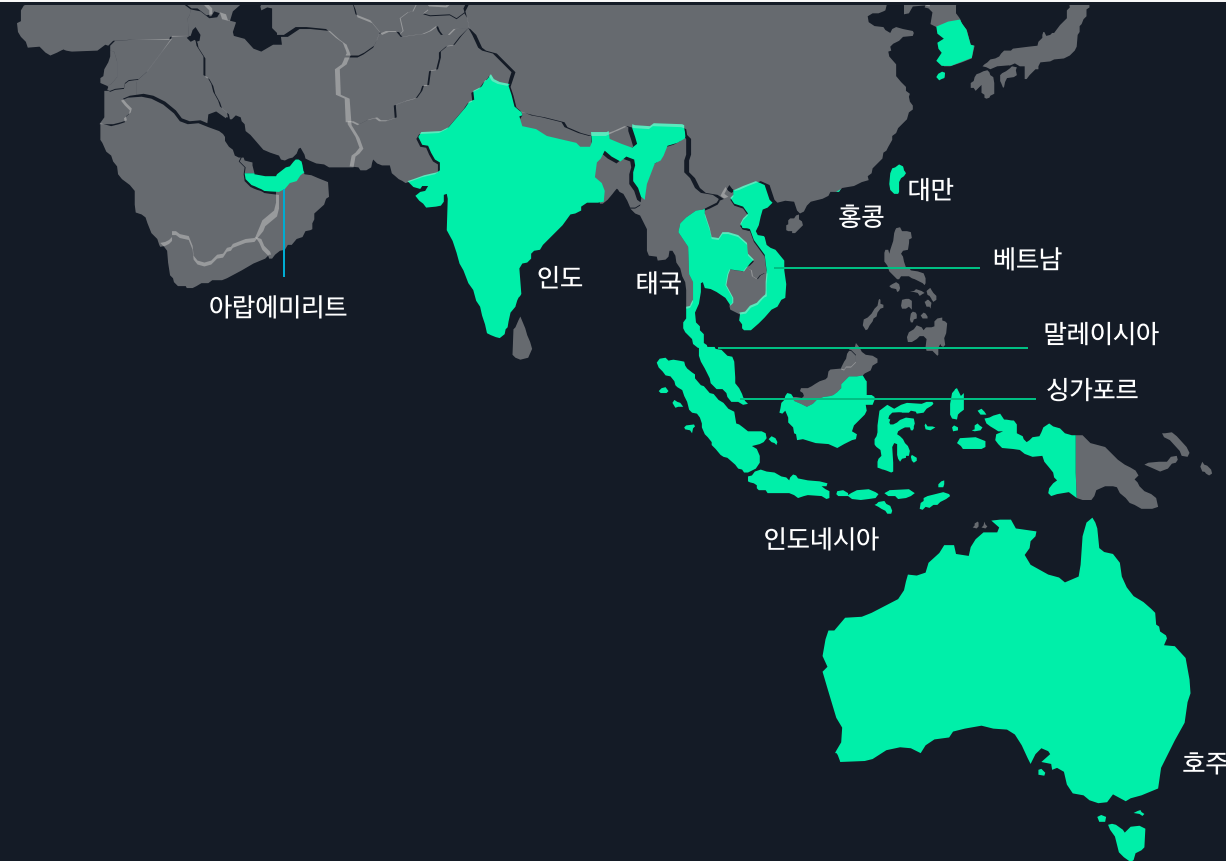 대만
홍콩
베트남
인도
태국
아랍에미리트
말레이시아
싱가포르
인도네시아
호주